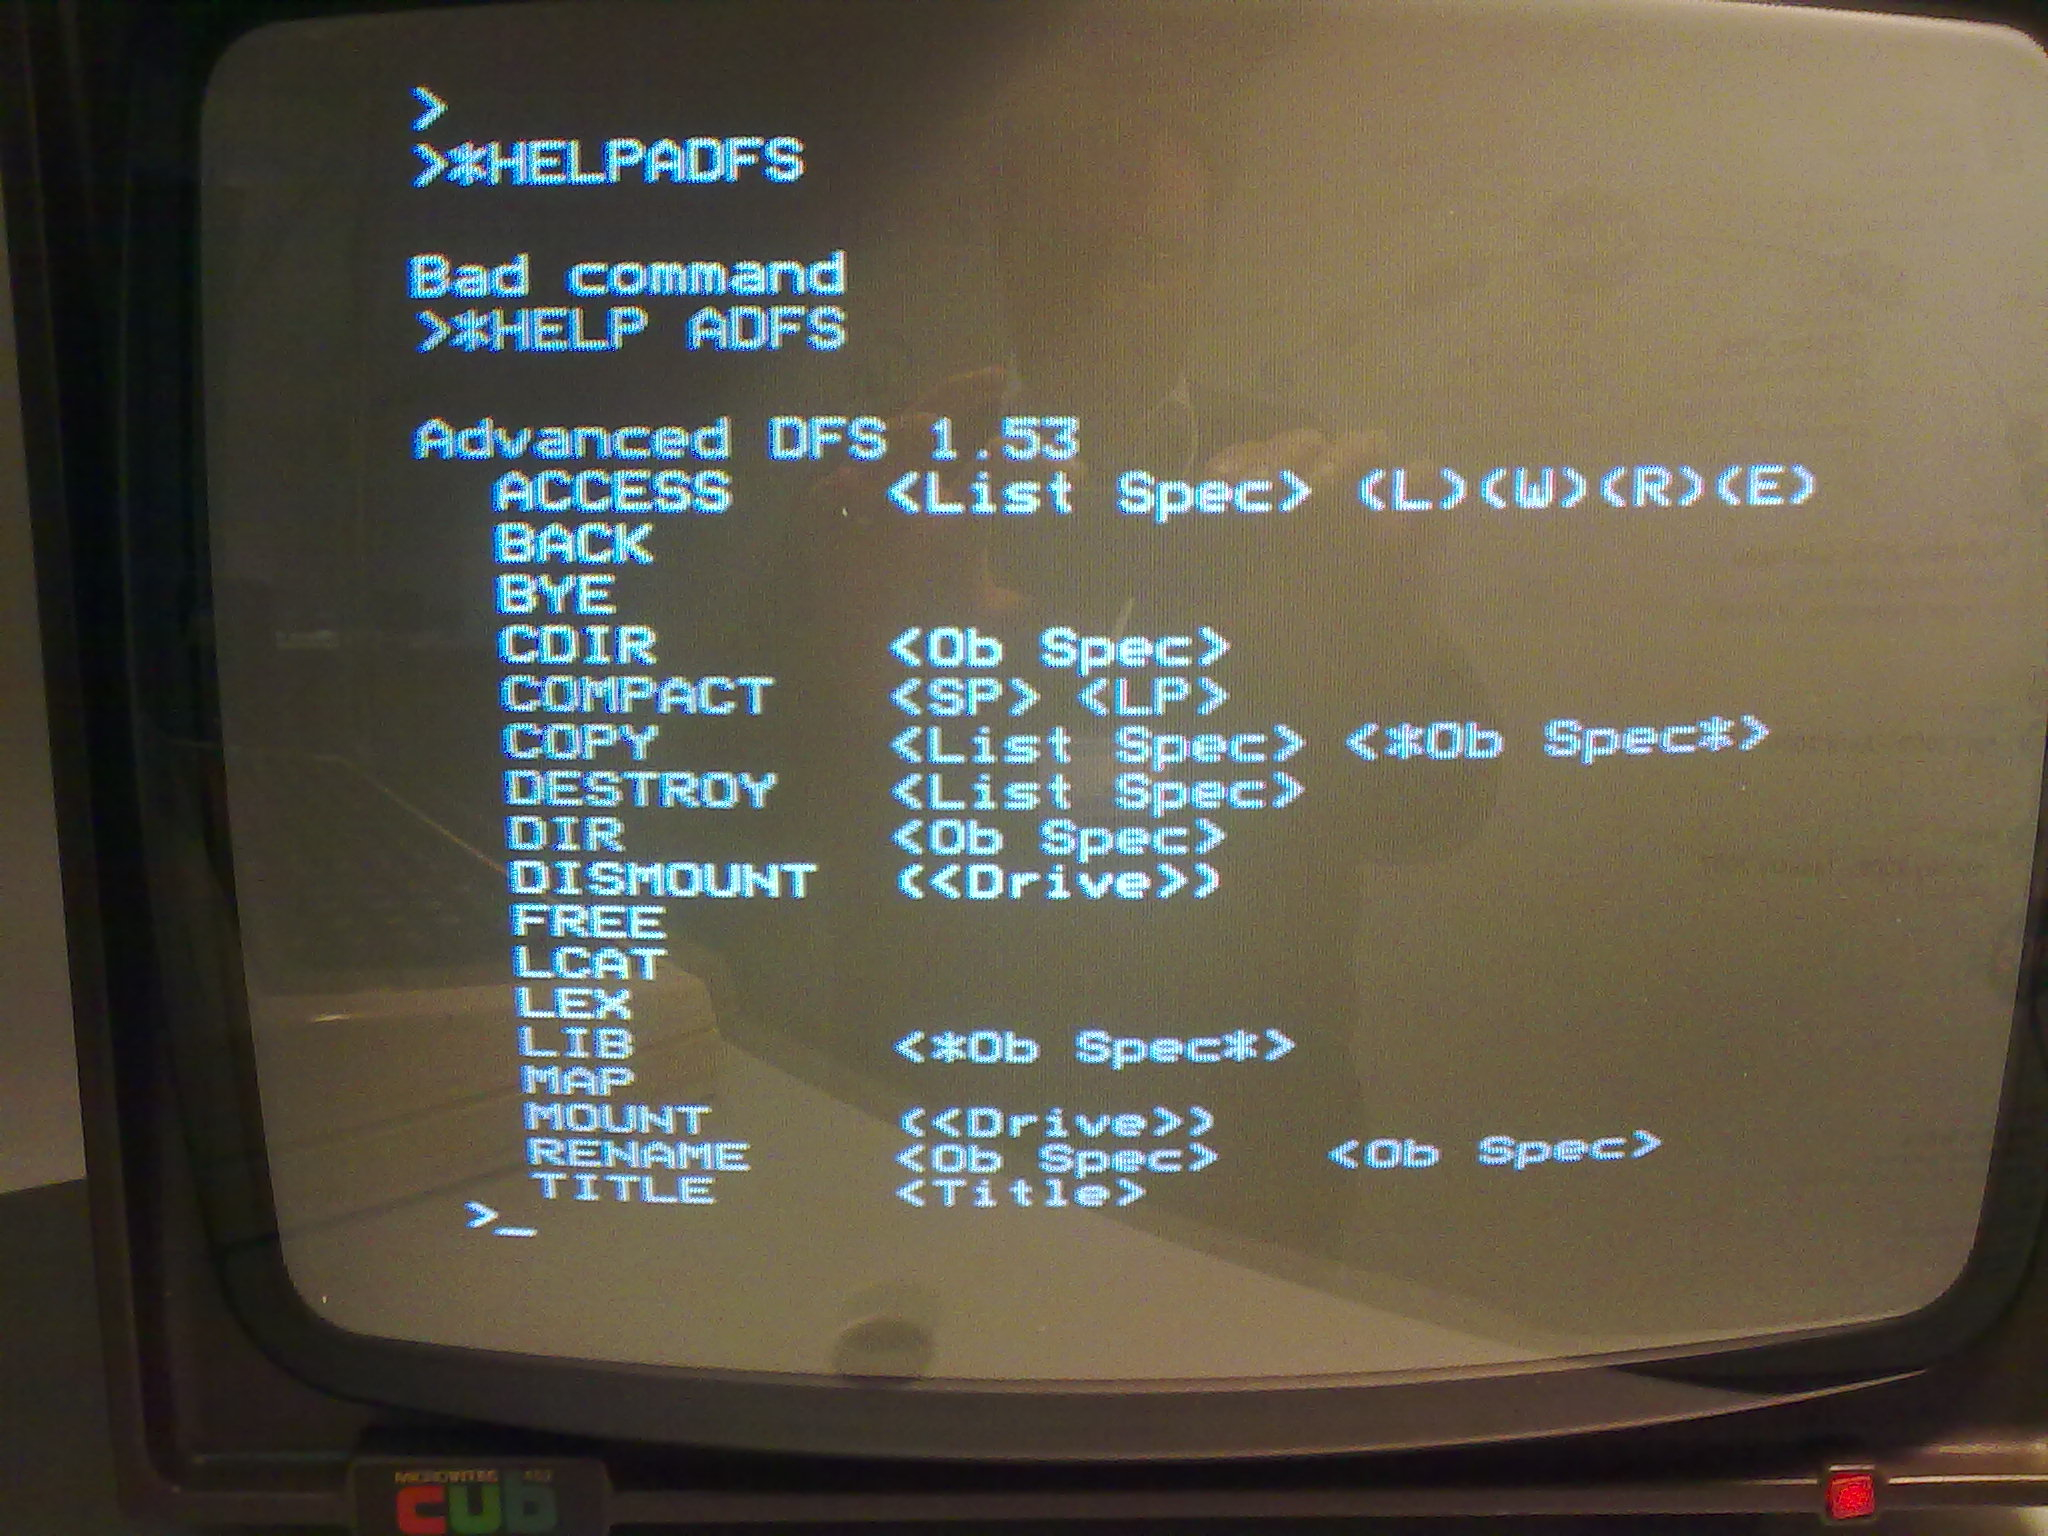 >
>*HELPADFS
Bad command
>*HELP ADFS
Advanced DFS 1.53
ACCESS <List Spec> (L)(W)(R)(E)
BACK
BYE
CDIR <Ob Spec>
COMPACT <SP> <LP>
COPY <List Spec> <*Ob Spec*>
DESTROY <List Spec>
DIR <Ob Spec>
DISMOUNT (<Drive>)
FREE
LCAT
LEX
LIB <*Ob Spec*>
MAP
MOUNT (<Drive>)
RENAME <Ob Spec> <Ob Spec>
TITLE <Title>
>_
MICROVITEC
cub